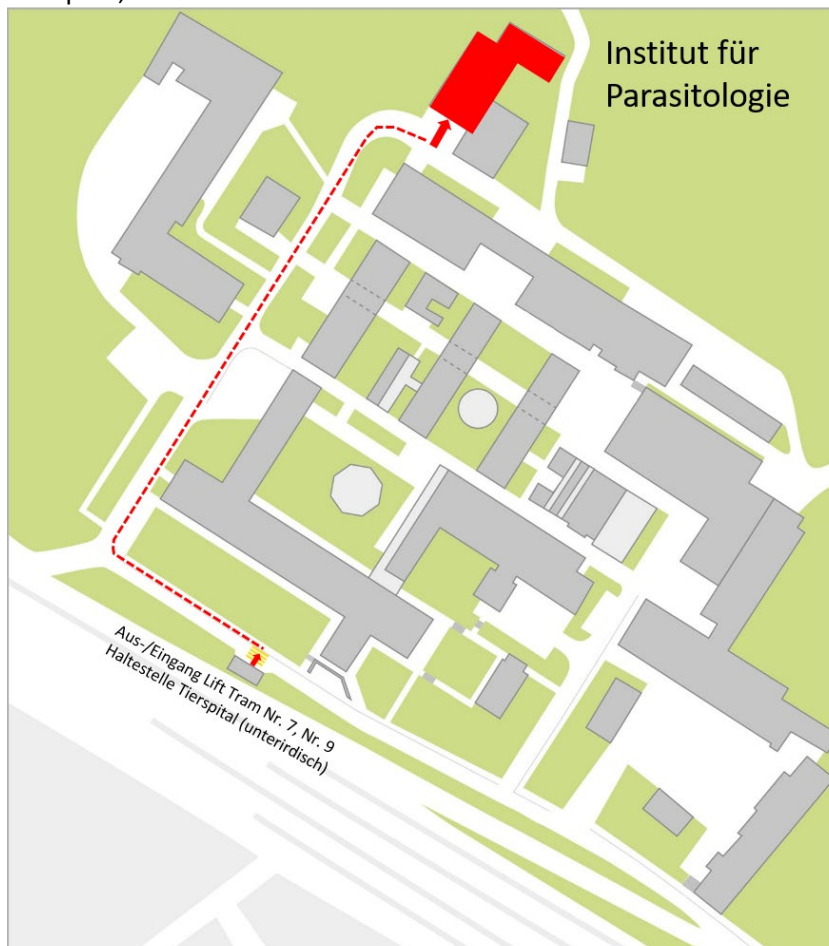 Institut für
Parasitologie
Aus-/Eingang Lift Tram Nr. 7, Nr. 9
Haltestelle Tierspital (unterirdisch)